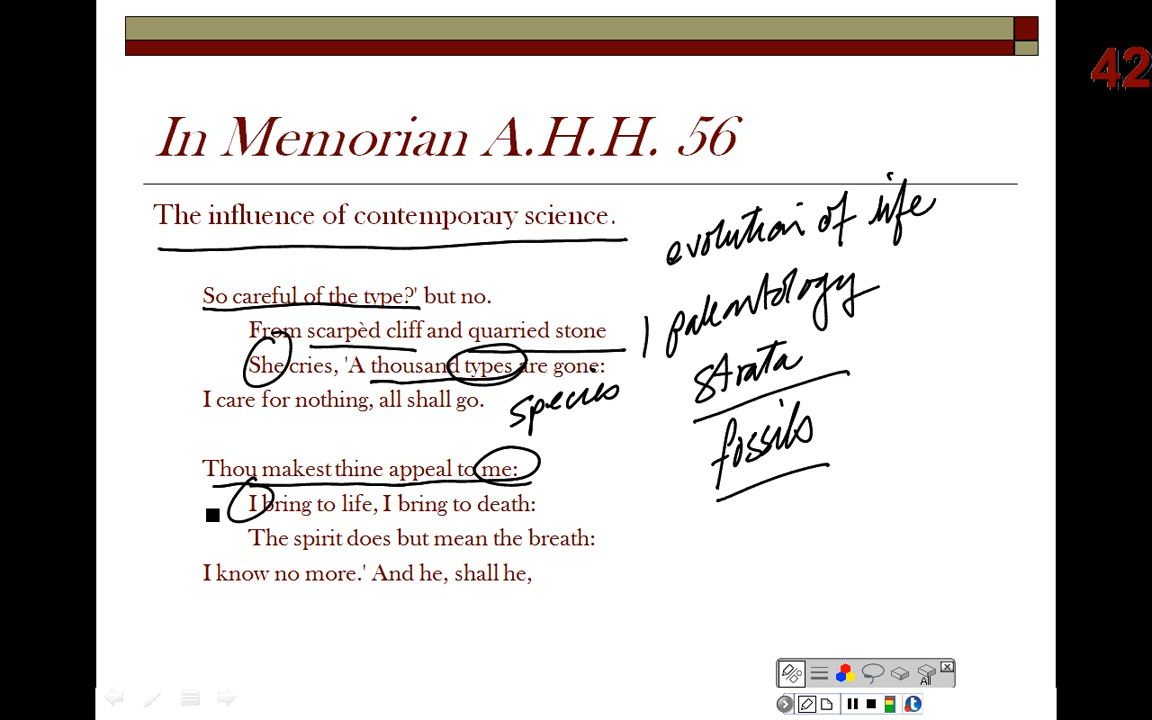 42
In Memorian A.H.H. 56
The influence of contemporary science.
evolution of life
So careful of the type?' but no.
palentology
From scarpèd cliff and quarried stone
She cries, 'A thousand types are gone:
strata
I care for nothing, all shall go.
species
fossils
Thou makest thine appeal to me:
I bring to life, I bring to death:
The spirit does but mean the breath:
I know no more.' And he, shall he,
All